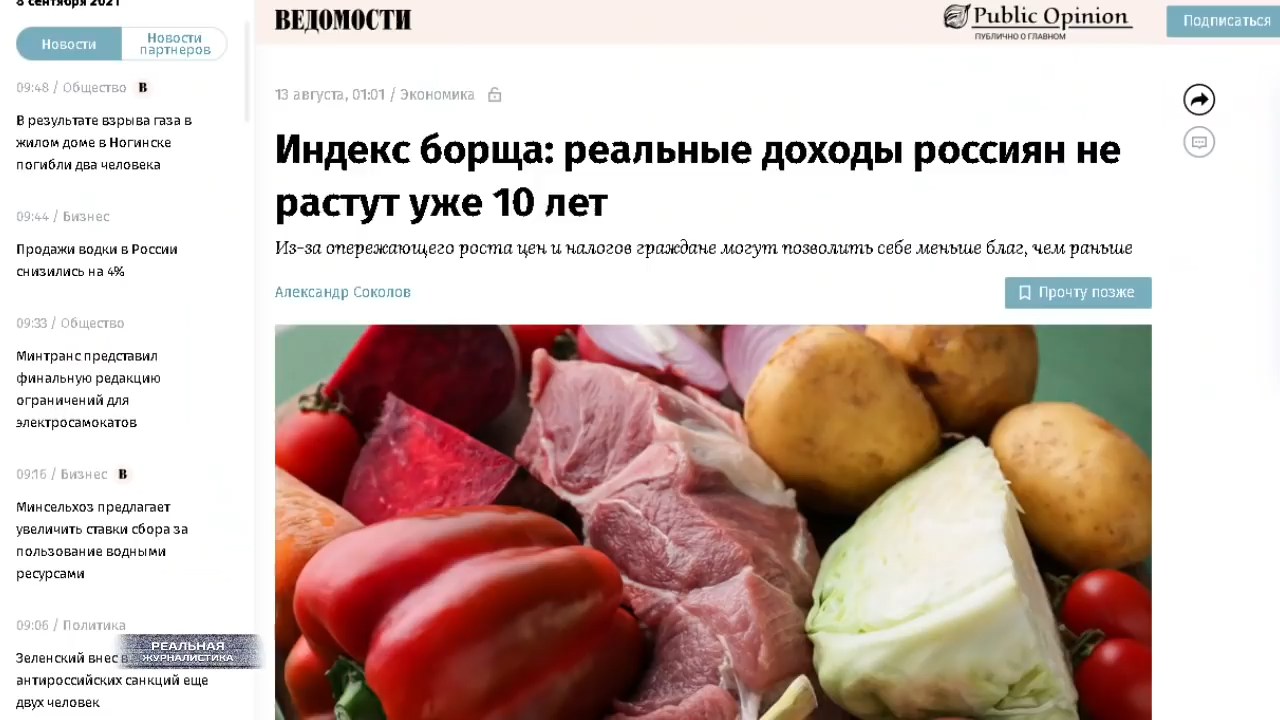 8 сентября 2021
Новости
Новости
партнеров
09:48 / Общество В
В результате взрыва газа в
жилом доме в Ногинске
погибли два человека
09:44 / Бизнес
Продажи водки в России
снизились на 4%
09:33 / Общество
Минтранс представил
финальную редакцию
ограничений для
электросамокатов
09:16 / Бизнес В
Минсельхоз предлагает
увеличить ставки сбора за
пользование водными
ресурсами
09:06 / Политика
Зеленский внес
антироссийских санкций еще
двух человек
РЕАЛЬНАЯ
ЖУРНАЛИСТИКА
ВЕДОМОСТИ
Public Opinion
ПУБЛИЧНО О ГЛАВНОМ
Подписаться
13 августа, 01:01 / Экономика
Индекс борща: реальные доходы россиян не
растут уже 10 лет
Из-за опережающего роста цен и налогов граждане могут позволить себе меньше благ, чем раньше
Александр Соколов
Прочту позже